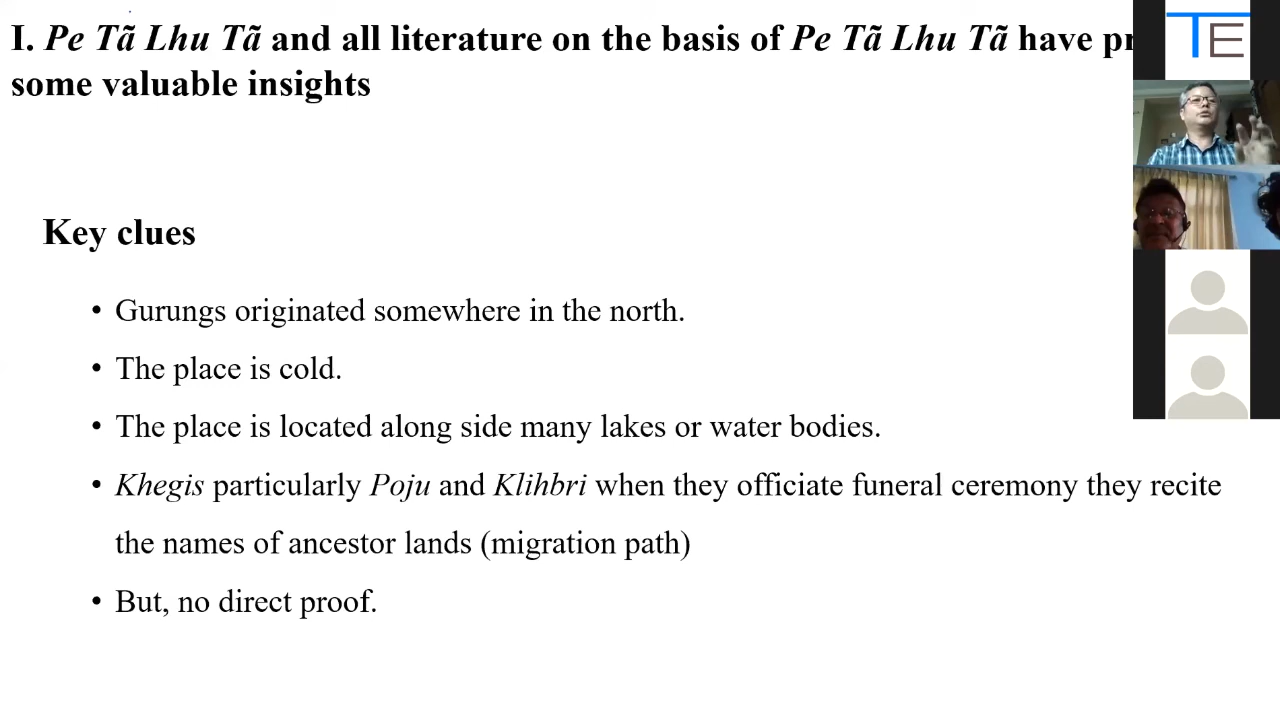 I. Pe Tã Lhu Tã and all literature on the basis of Pe Tã Lhu Tã have
some valuable insights
TE
Key clues
• Gurungs originated somewhere in the north.
• The place is cold.
• The place is located along side many lakes or water bodies.
• Khegis particularly Poju and Klihbri when they officiate funeral ceremony they recite
the names of ancestor lands (migration path)
• But, no direct proof.